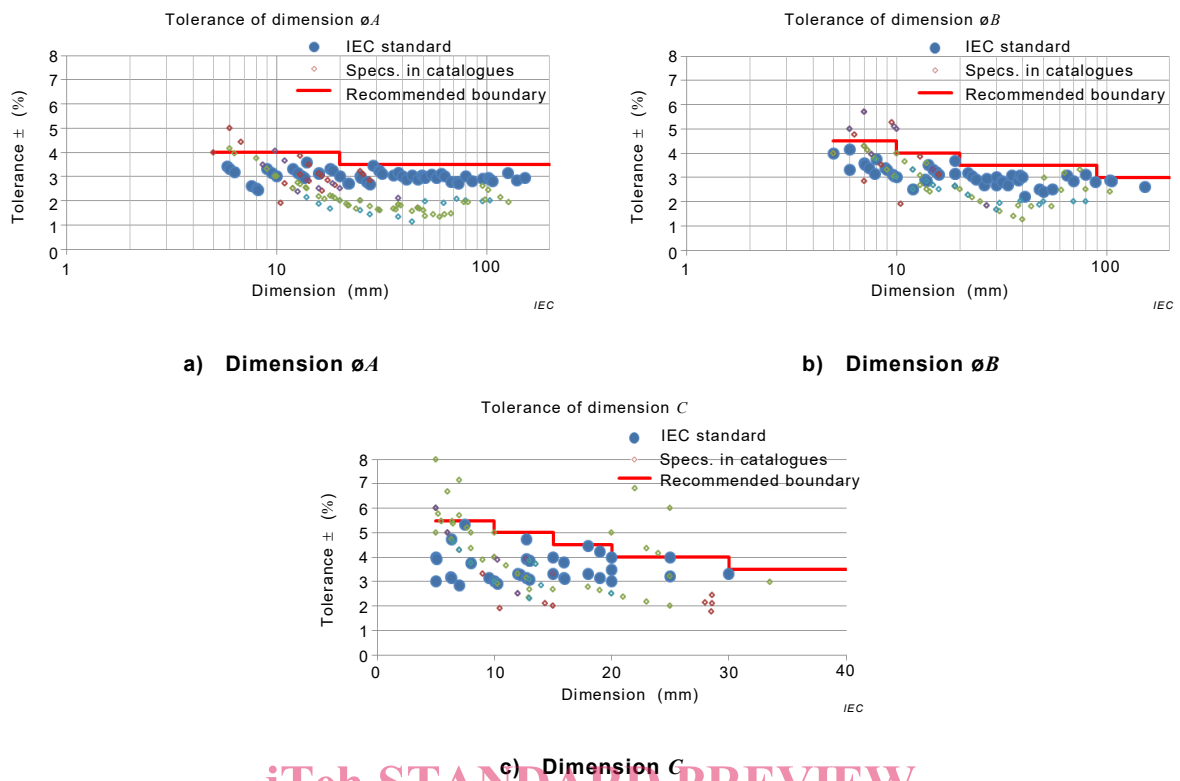 Tolerance of dimension øA
IEC standard
Specs. in catalogues
Recommended boundary
Tolerance ± (%)
8
7
6
5
4
3
2
1
0
1
10
100
Dimension (mm)
IEC
a) Dimension øA
Tolerance of dimension øB
IEC standard
Specs. in catalogues
Recommended boundary
Tolerance ± (%)
8
7
6
5
4
3
2
1
0
1
10
100
Dimension (mm)
IEC
b) Dimension øB
Tolerance of dimension C
IEC standard
Specs. in catalogues
Recommended boundary
Tolerance ± (%)
8
7
6
5
4
3
2
1
0
0
10
20
30
40
Dimension (mm)
IEC
c) Dimension C
iTeh STANDARD PREVIEW